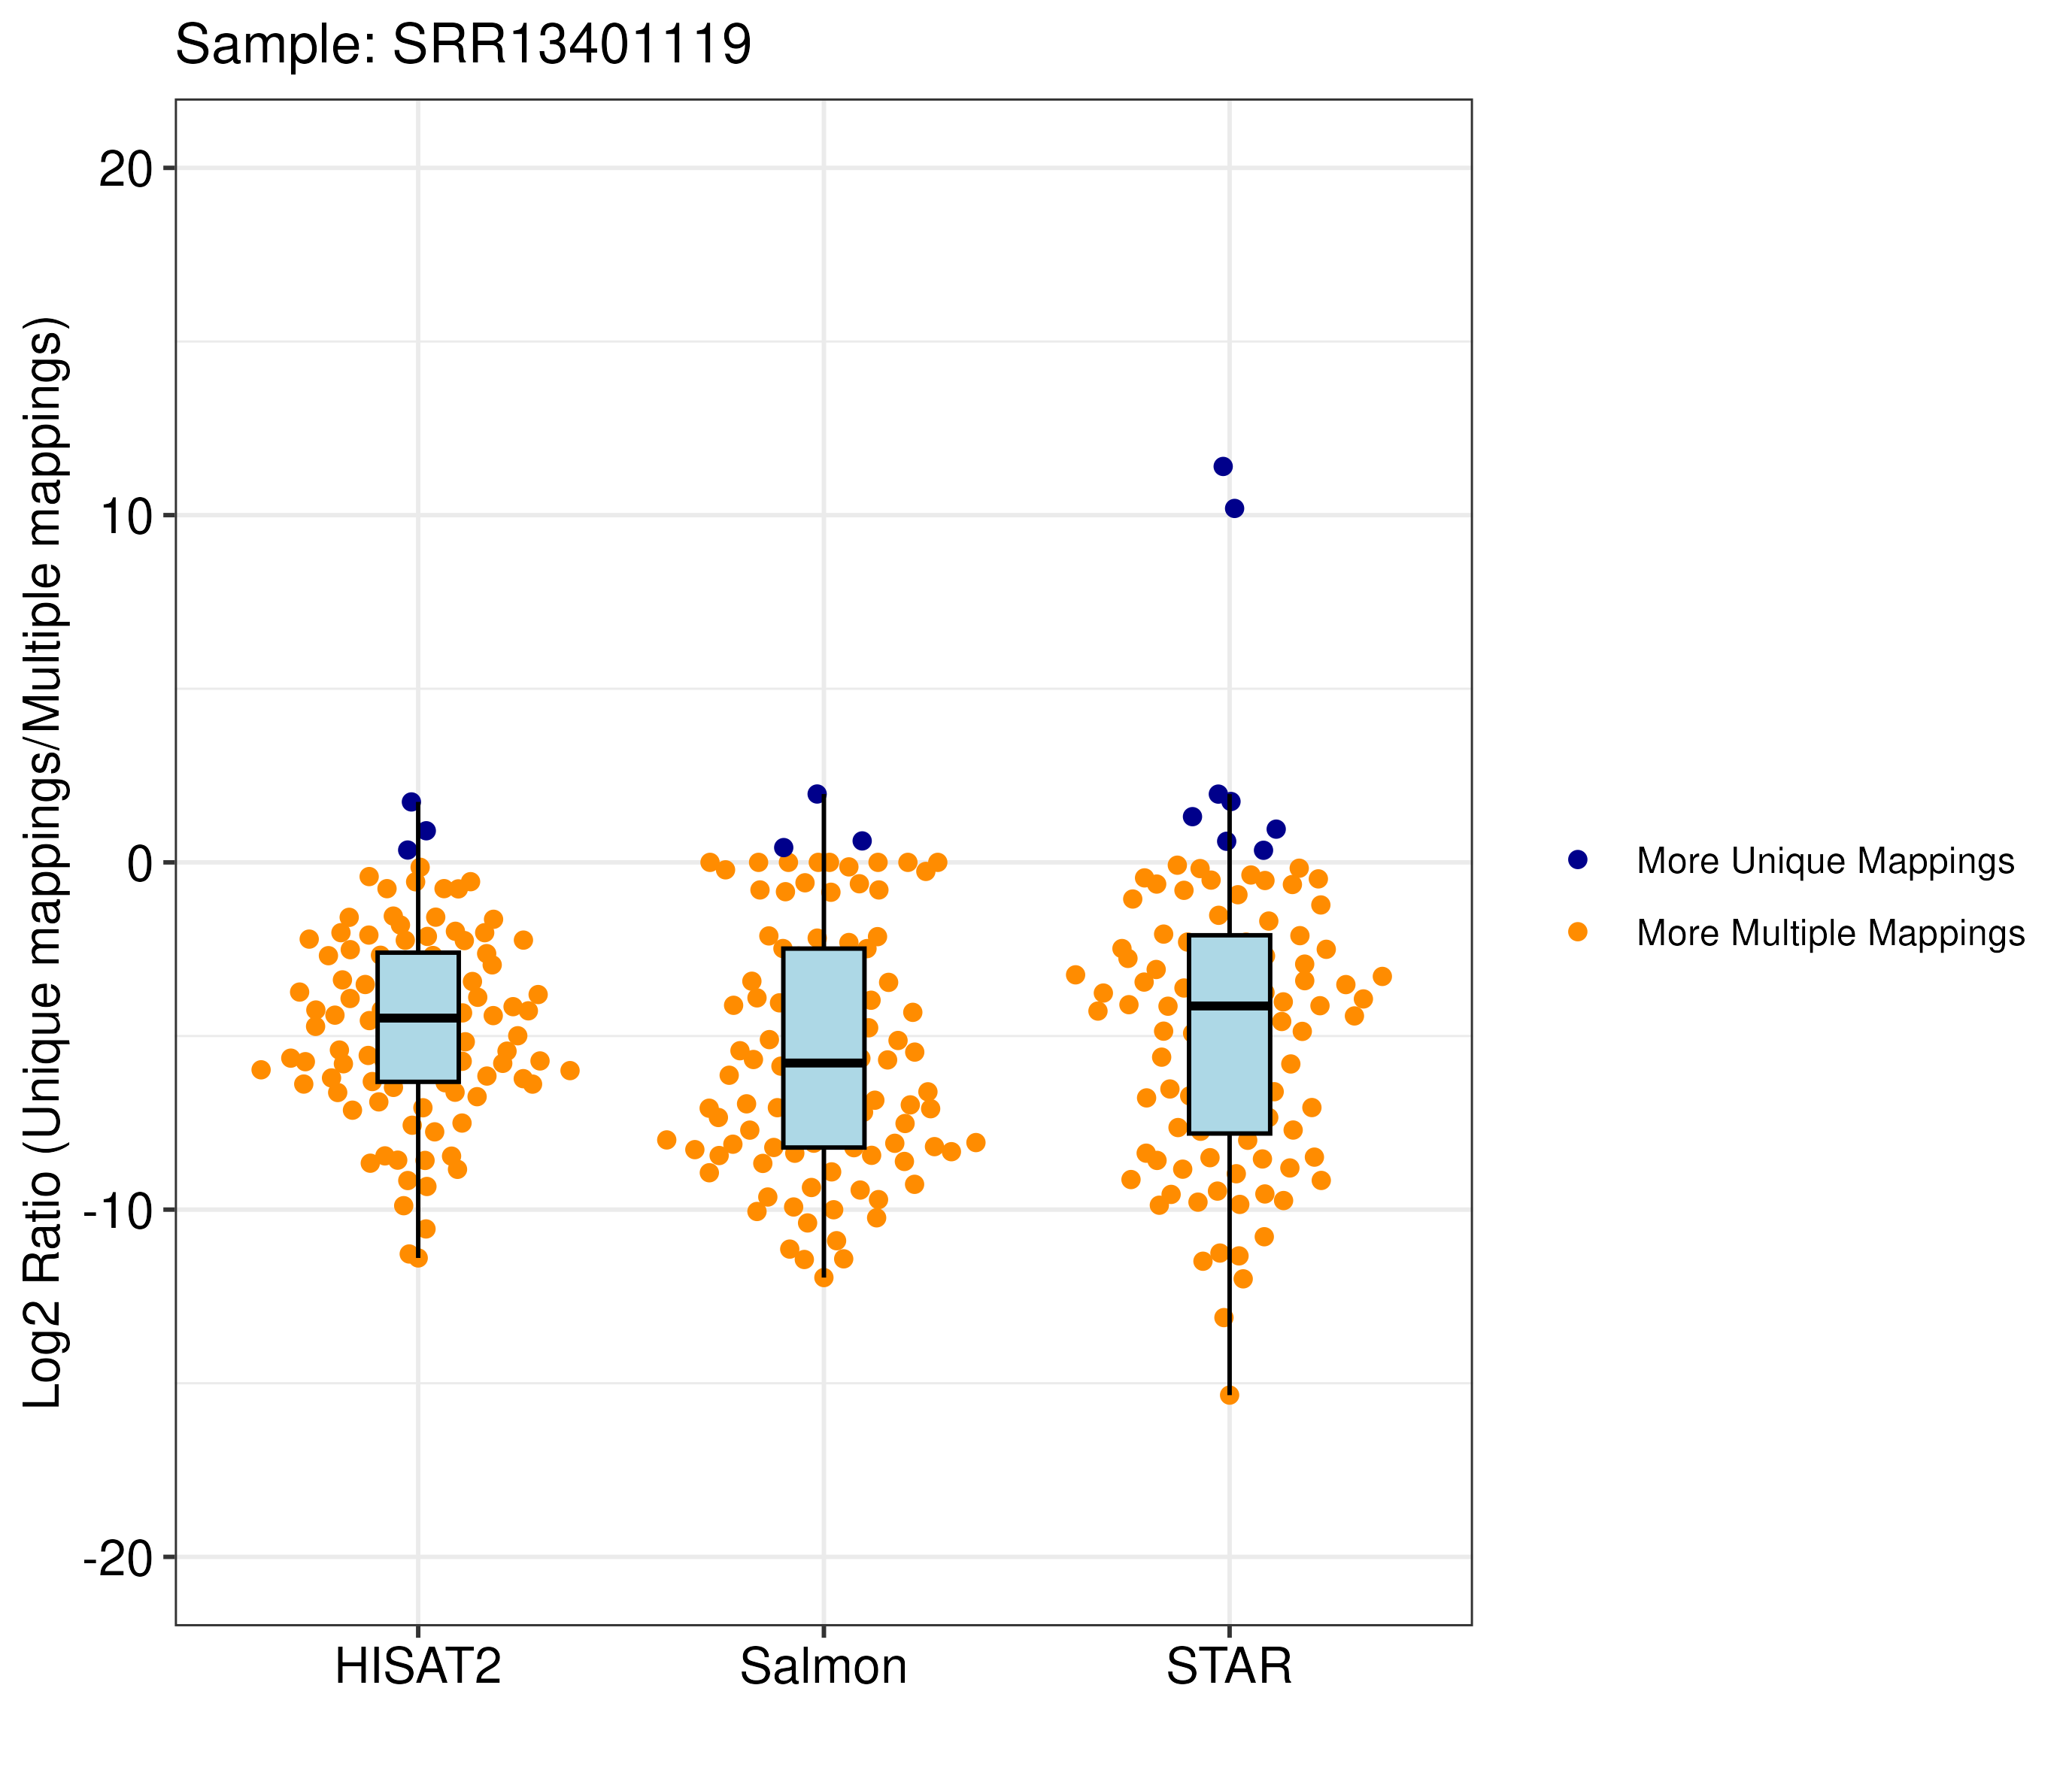 Sample: SRR13401119
Log2 Ratio (Unique mappings/Multiple mappings)
20
10
0
-10
-20
HISAT2
Salmon
STAR
More Unique Mappings
More Multiple Mappings